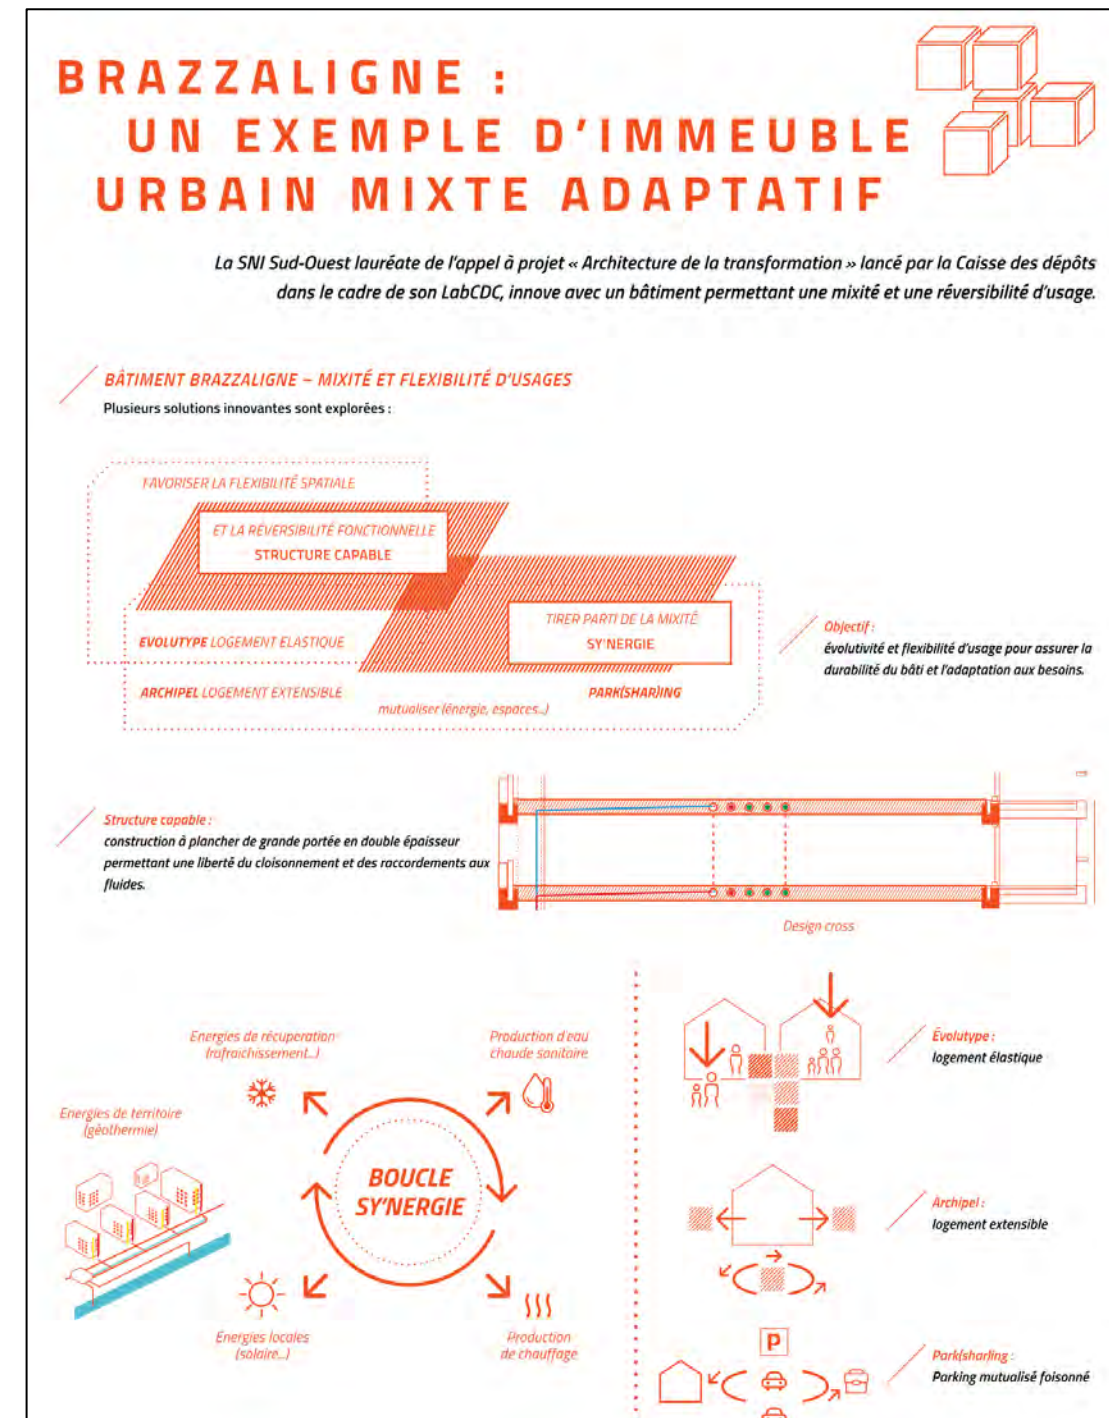 BRAZZALIGNE :
UN EXEMPLE D'IMMEUBLE
URBAIN MIXTE ADAPTATIF
La SNI Sud-Ouest lauréate de l'appel à projet « Architecture de la transformation » lancé par la Caisse des dépôts
dans le cadre de son LabCDC, innove avec un bâtiment permettant une mixité et une réversibilité d'usage.
BÂTIMENT BRAZZALIGNE – MIXITÉ ET FLEXIBILITÉ D'USAGES
Plusieurs solutions innovantes sont explorées :
FAVORISER LA FLEXIBILITÉ SPATIALE
ET LA RÉVERSIBILITÉ FONCTIONNELLE
STRUCTURE CAPABLE
TIRER PARTI DE LA MIXITÉ
SY'NERGIE
EVOLUTYPE LOGEMENT ELASTIQUE
ARCHIPEL LOGEMENT EXTENSIBLE
PARK(SHAR)ING
mutualiser (énergie, espaces...)
Objectif :
évolutivité et flexibilité d'usage pour assurer la
durabilité du bâti et l'adaptation aux besoins.
Structure capable :
construction à plancher de grande portée en double épaisseur
permettant une liberté du cloisonnement et des raccordements aux
fluides.
Design cross
Energies de récuperation
(rafraichissement...)
Production d'eau
chaude sanitaire
Energies de territoire
(géothermie)
BOUCLE
SY'NERGIE
Energies locales
(solaire...)
Production
de chauffage
Évolutype :
logement élastique
Archipel :
logement extensible
P
Park(shar)ing :
Parking mutualisé foisonné